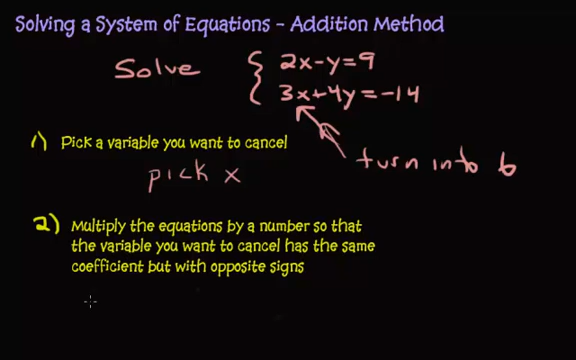 Solving a System of Equations - Addition Method
Solve { 2x-y=9
3x+4y=-14
1) Pick a variable you want to cancel
turn into 6
pick x
2) Multiply the equations by a number so that
the variable you want to cancel has the same
coefficient but with opposite signs